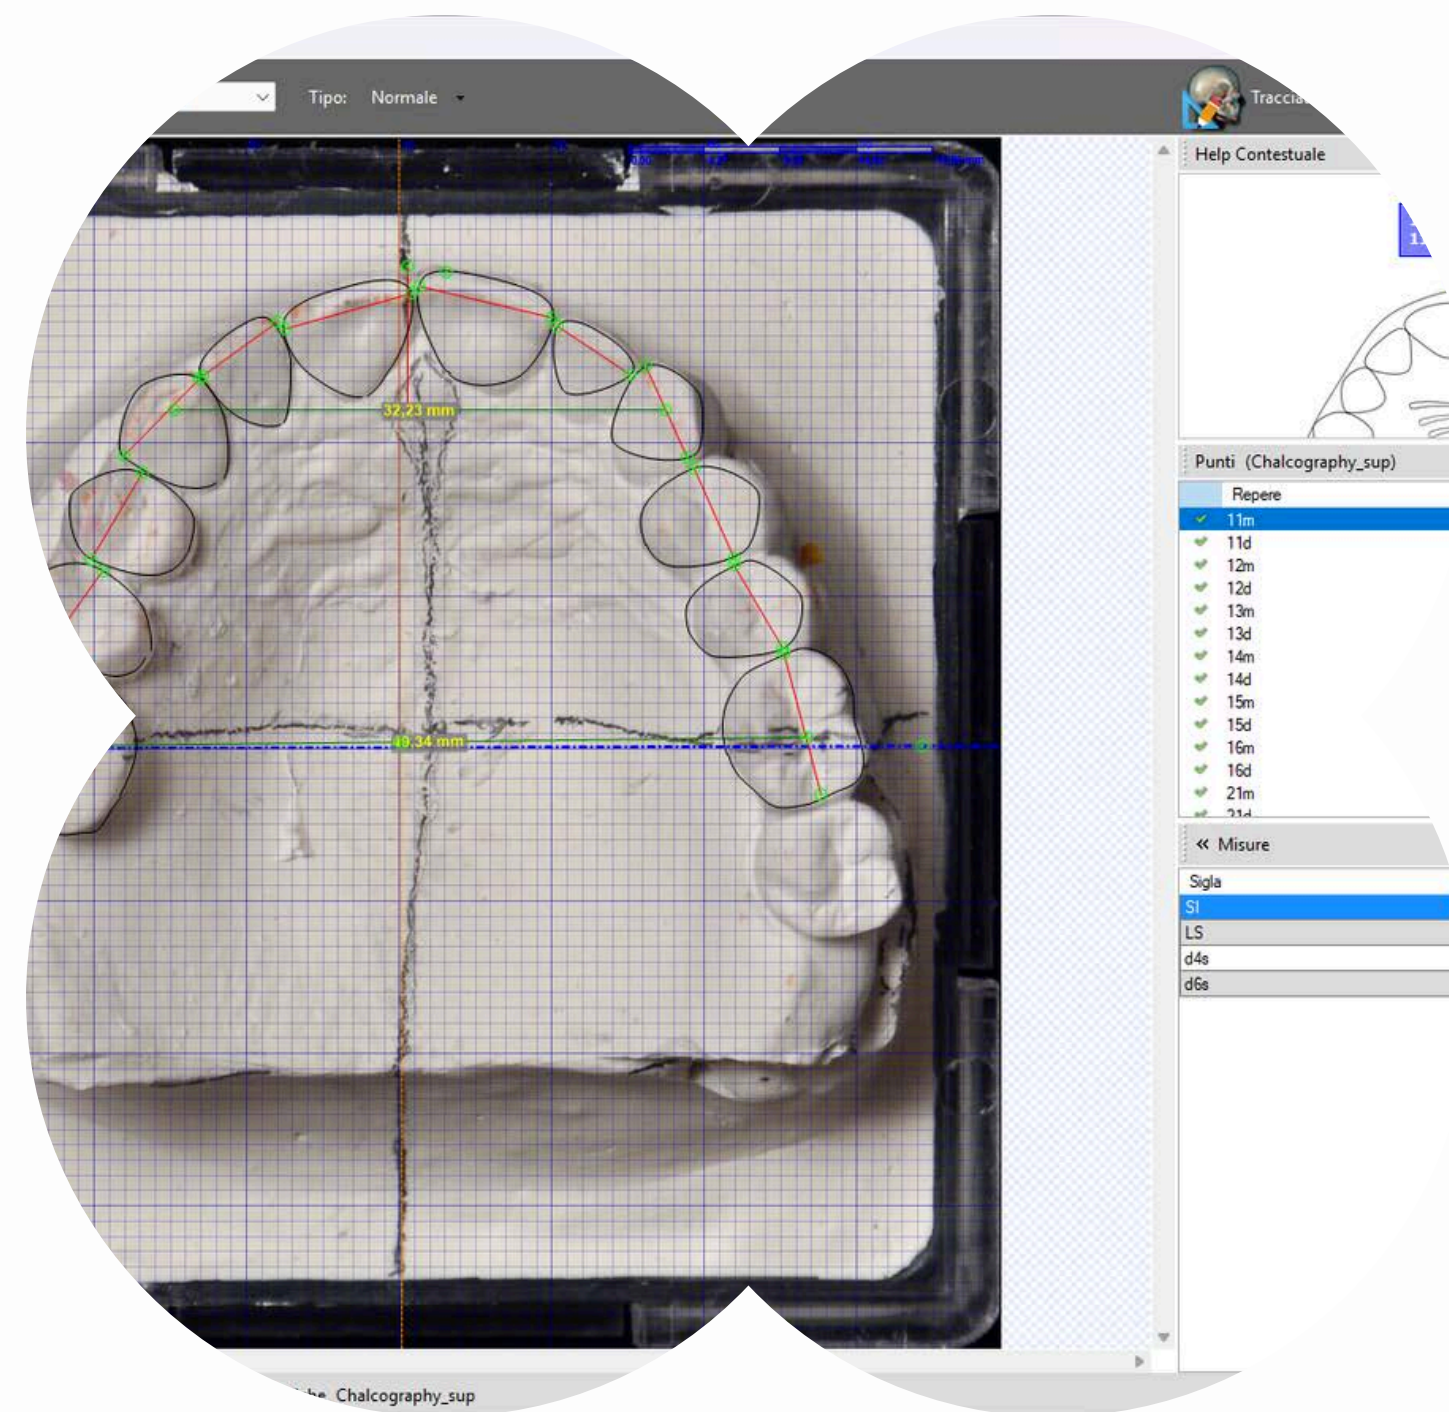 Tipo: Normale
Help Contestuale
32,23 mm
49,34 mm
Punti (Chalcography_sup)
Repere
11m
11d
12m
12d
13m
13d
14m
14d
15m
15d
16m
16d
21m
21d
« Misure
Sigla
SI
LS
d4s
d6s
Chalcography_sup